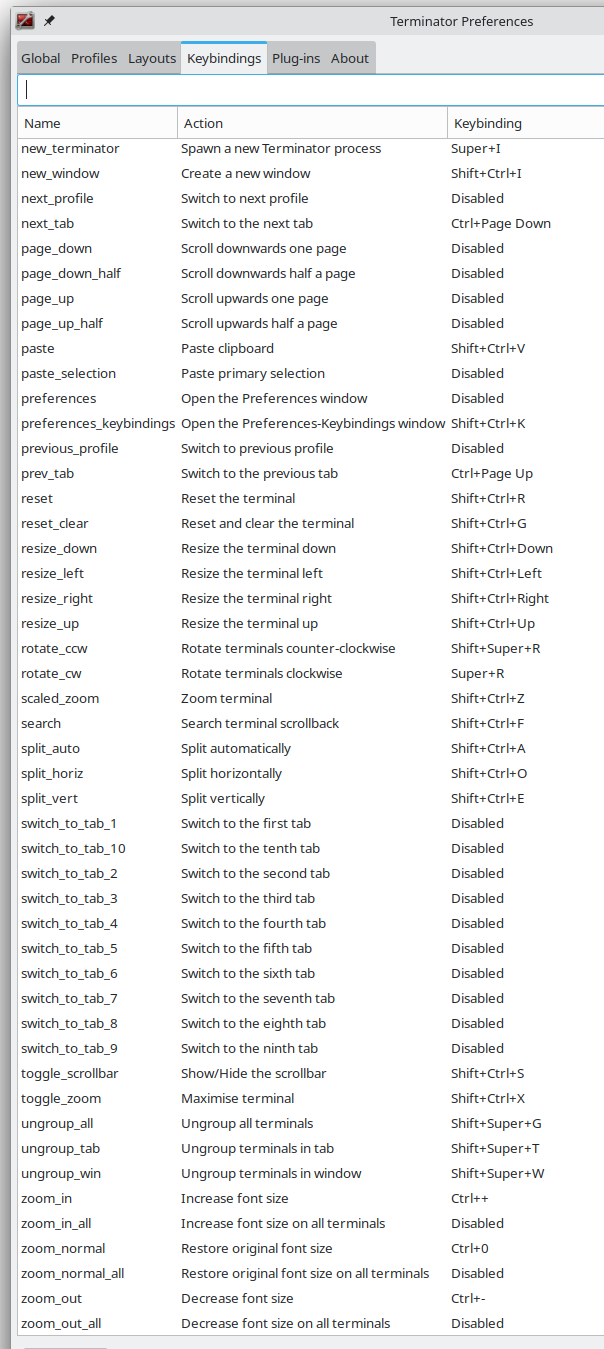 Terminator Preferences
Global Profiles Layouts Keybindings Plug-ins About
Name Action Keybinding
new_terminator Spawn a new Terminator process Super+I
new_window Create a new window Shift+Ctrl+I
next_profile Switch to next profile Disabled
next_tab Switch to the next tab Ctrl+Page Down
page_down Scroll downwards one page Disabled
page_down_half Scroll downwards half a page Disabled
page_up Scroll upwards one page Disabled
page_up_half Scroll upwards half a page Disabled
paste Paste clipboard Shift+Ctrl+V
paste_selection Paste primary selection Disabled
preferences Open the Preferences window Disabled
preferences_keybindings Open the Preferences-Keybindings window Shift+Ctrl+K
previous_profile Switch to previous profile Disabled
prev_tab Switch to the previous tab Ctrl+Page Up
reset Reset the terminal Shift+Ctrl+R
reset_clear Reset and clear the terminal Shift+Ctrl+G
resize_down Resize the terminal down Shift+Ctrl+Down
resize_left Resize the terminal left Shift+Ctrl+Left
resize_right Resize the terminal right Shift+Ctrl+Right
resize_up Resize the terminal up Shift+Ctrl+Up
rotate_ccw Rotate terminals counter-clockwise Shift+Super+R
rotate_cw Rotate terminals clockwise Super+R
scaled_zoom Zoom terminal Shift+Ctrl+Z
search Search terminal scrollback Shift+Ctrl+F
split_auto Split automatically Shift+Ctrl+A
split_horiz Split horizontally Shift+Ctrl+O
split_vert Split vertically Shift+Ctrl+E
switch_to_tab_1 Switch to the first tab Disabled
switch_to_tab_10 Switch to the tenth tab Disabled
switch_to_tab_2 Switch to the second tab Disabled
switch_to_tab_3 Switch to the third tab Disabled
switch_to_tab_4 Switch to the fourth tab Disabled
switch_to_tab_5 Switch to the fifth tab Disabled
switch_to_tab_6 Switch to the sixth tab Disabled
switch_to_tab_7 Switch to the seventh tab Disabled
switch_to_tab_8 Switch to the eighth tab Disabled
switch_to_tab_9 Switch to the ninth tab Disabled
toggle_scrollbar Show/Hide the scrollbar Shift+Ctrl+S
toggle_zoom Maximise terminal Shift+Ctrl+X
ungroup_all Ungroup all terminals Shift+Super+G
ungroup_tab Ungroup terminals in tab Shift+Super+T
ungroup_win Ungroup terminals in window Shift+Super+W
zoom_in Increase font size Ctrl++
zoom_in_all Increase font size on all terminals Disabled
zoom_normal Restore original font size Ctrl+0
zoom_normal_all Restore original font size on all terminals Disabled
zoom_out Decrease font size Ctrl+-
zoom_out_all Decrease font size on all terminals Disabled